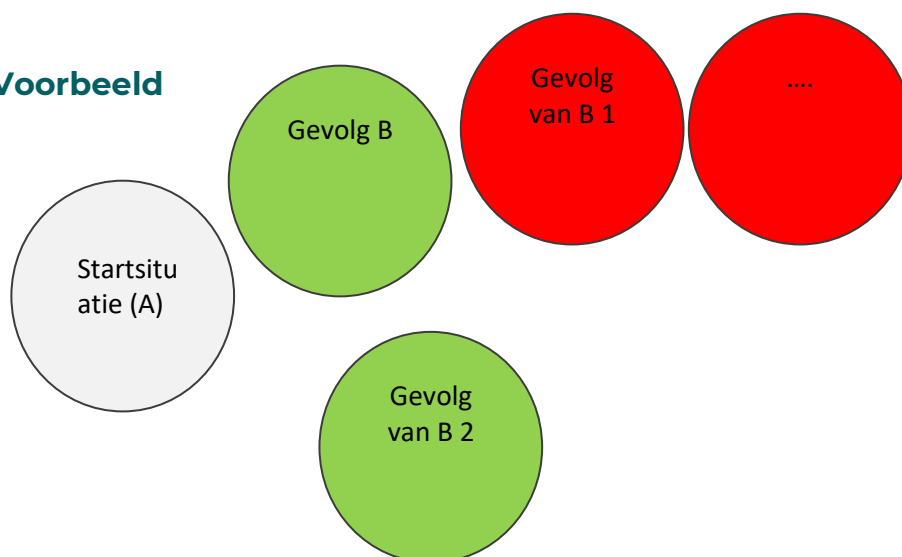 Voorbeeld
Gevolg
van B 1
....
Gevolg B
Startsitu
atie (A)
Gevolg
van B 2